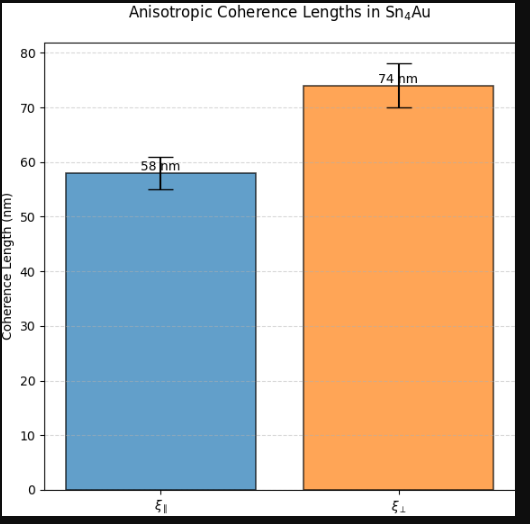 Anisotropic Coherence Lengths in Sn₄Au
Coherence Length (nm)
80
70
60
50
40
30
20
10
0
58 nm
74 nm
ξ∥
ξ⊥